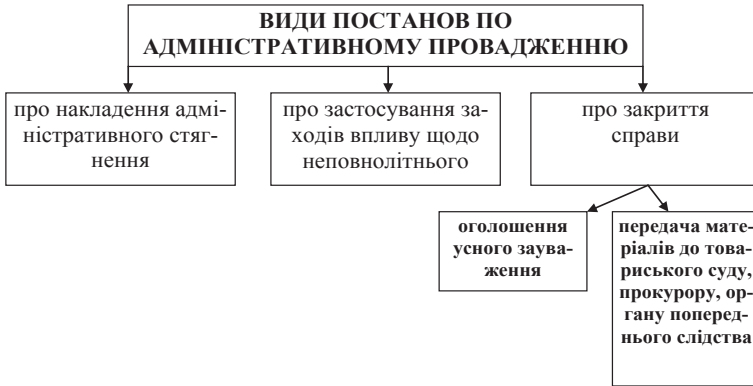 ВИДИ ПОСТАНОВ ПО
АДМІНІСТРАТИВНОМУ ПРОВАДЖЕННЮ
про накладення адмі-
ністративного стяг-
нення
про застосування за-
ходів впливу щодо
неповнолітнього
про закриття
справи
оголошення
усного заува-
ження
передача мате-
ріалів до това-
риського суду,
прокурору, ор-
гану поперед-
нього слідства